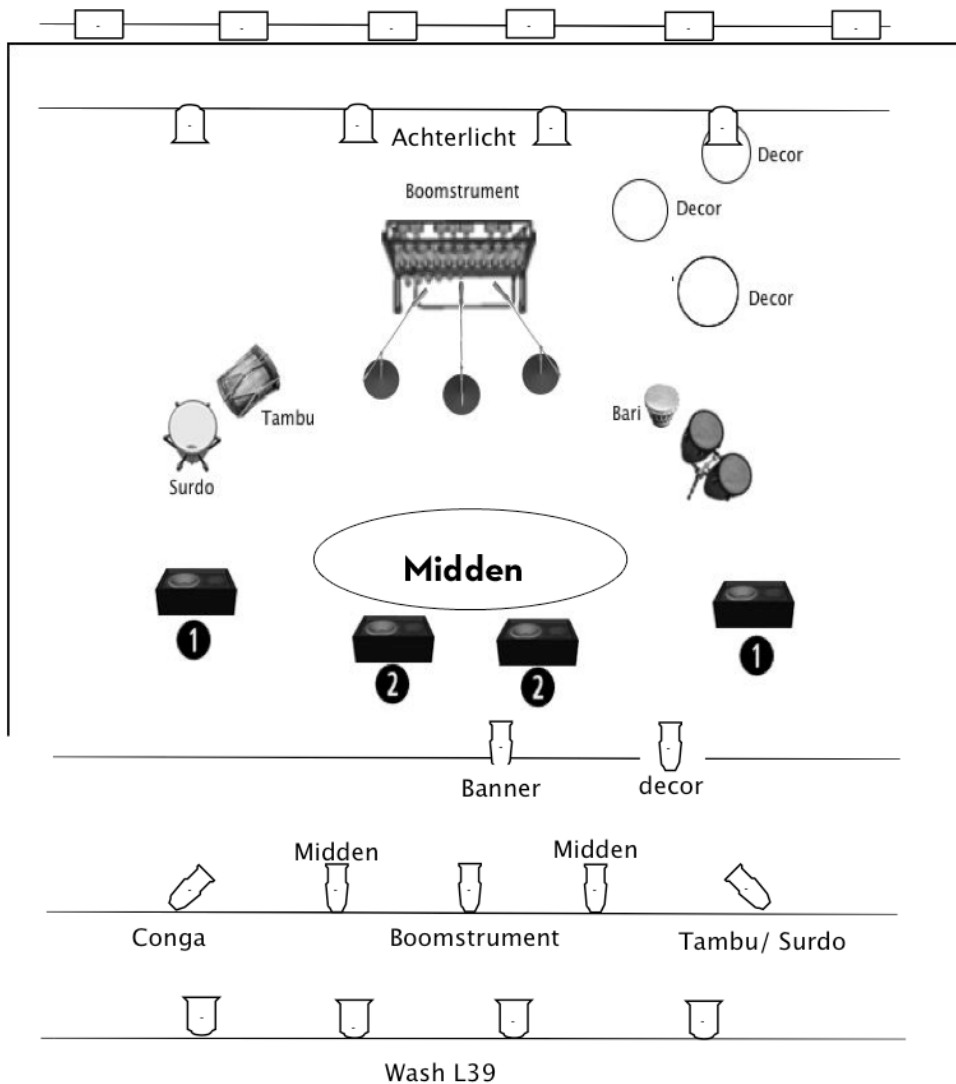 Achterlicht
Decor
Boomstrument
Decor
Decor
Tambu
Bari
Surdo
Midden
1
1
2
2
Banner
decor
Midden
Midden
Conga
Boomstrument
Tambu/ Surdo
Wash L39